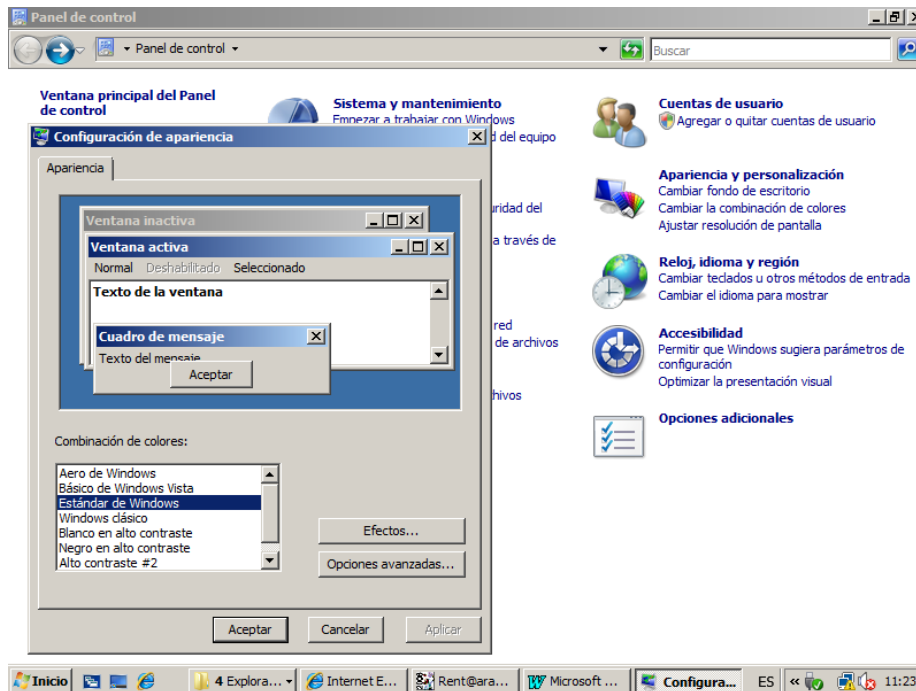 Panel de control
Panel de control
Buscar
Ventana principal del Panel
de control
Sistema y mantenimiento
Empezar a trabajar con Windows
d del equipo
uridad del
a través de
red
de archivos
hivos
Cuentas de usuario
Agregar o quitar cuentas de usuario
Apariencia y personalización
Cambiar fondo de escritorio
Cambiar la combinación de colores
Ajustar resolución de pantalla
Reloj, idioma y región
Cambiar teclados u otros métodos de entrada
Cambiar el idioma para mostrar
Accesibilidad
Permitir que Windows sugiera parámetros de
configuración
Optimizar la presentación visual
Opciones adicionales
Configuración de apariencia
Apariencia
Ventana inactiva
Ventana activa
Normal Deshabilitado Seleccionado
Texto de la ventana
Cuadro de mensaje
Texto del mensaje
Aceptar
Combinación de colores:
Aero de Windows
Básico de Windows Vista
Estándar de Windows
Windows clásico
Blanco en alto contraste
Negro en alto contraste
Alto contraste #2
Efectos...
Opciones avanzadas...
Aceptar Cancelar Aplicar
Inicio 4 Explora... Internet E... Rent@ara... Microsoft ... Configura... ES « 11:23